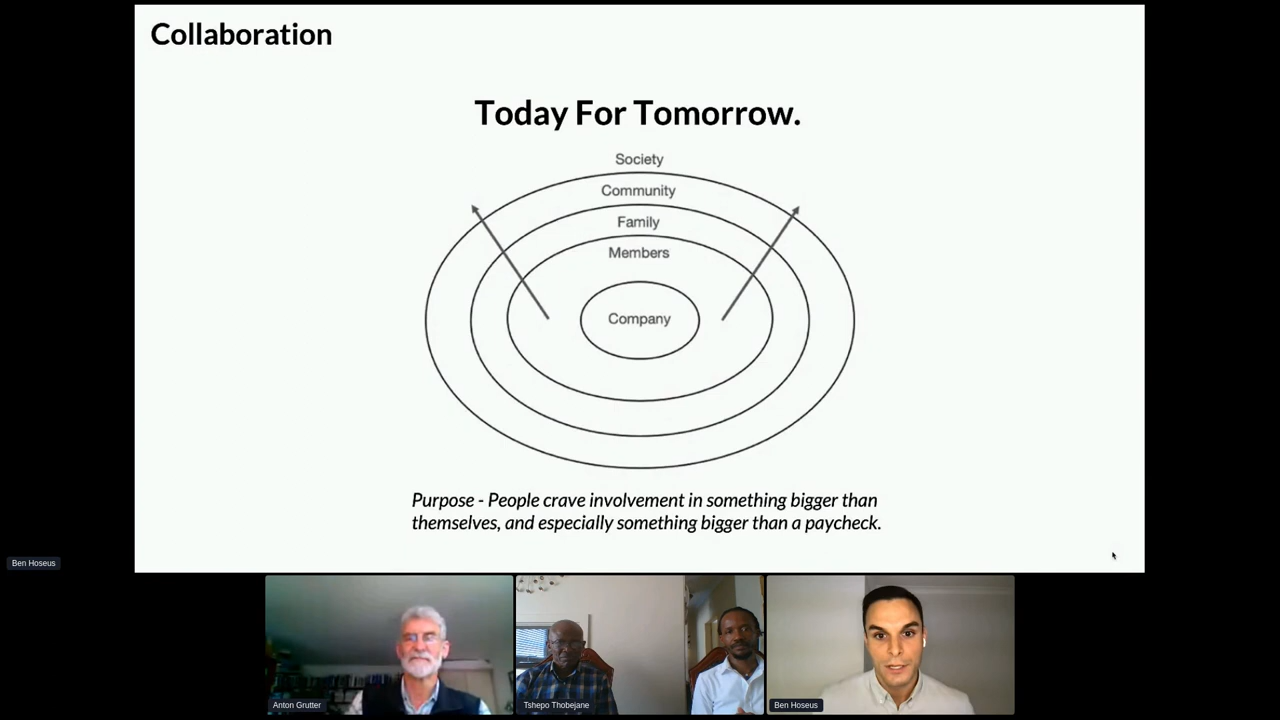 Collaboration
Today For Tomorrow.
Society
Community
Family
Members
Company
Purpose - People crave involvement in something bigger than
themselves, and especially something bigger than a paycheck.
Ben Hoseus
Anton Grutter
Tshepo Thobejane
Ben Hoseus